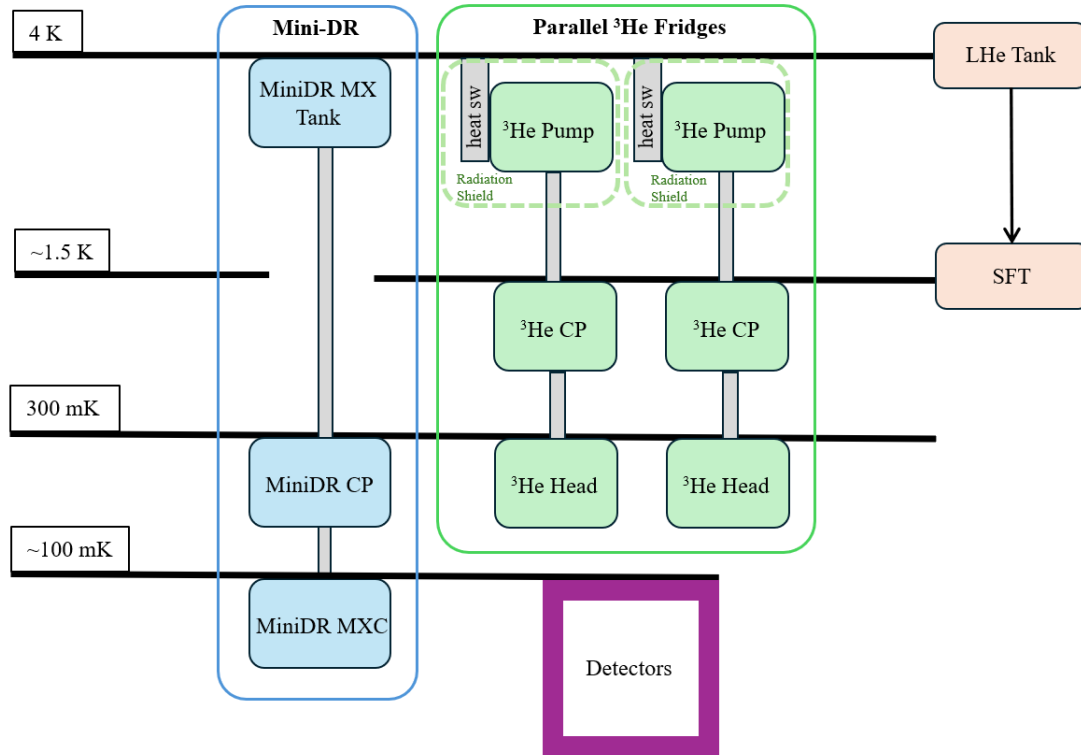 4 K
Mini-DR
Parallel ³He Fridges
LHe Tank
MiniDR MX
Tank
heat sw
³He Pump
heat sw
³He Pump
Radiation
Shield
Radiation
Shield
~1.5 K
SFT
³He CP
³He CP
300 mK
MiniDR CP
³He Head
³He Head
~100 mK
MiniDR MXC
Detectors